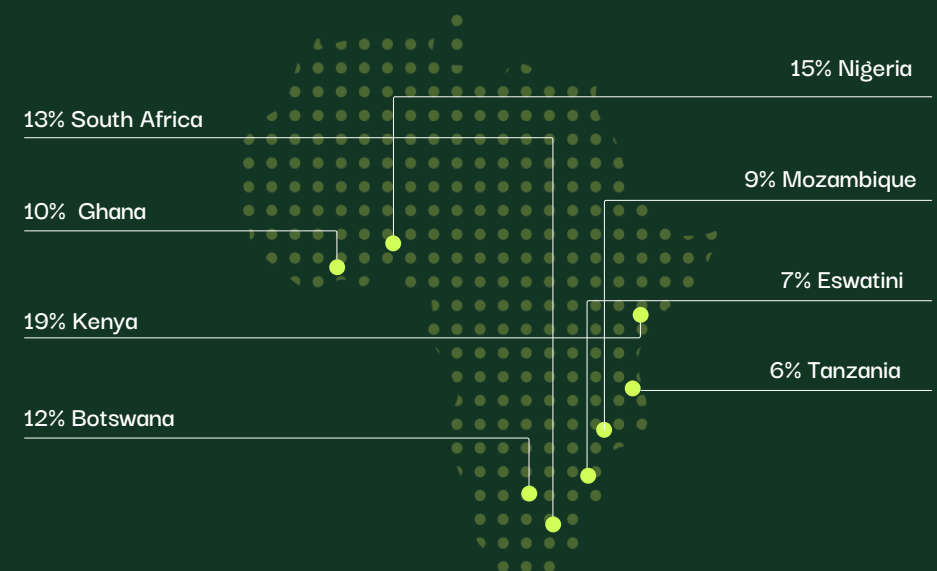 15% Nigeria
13% South Africa
9% Mozambique
10% Ghana
7% Eswatini
19% Kenya
6% Tanzania
12% Botswana